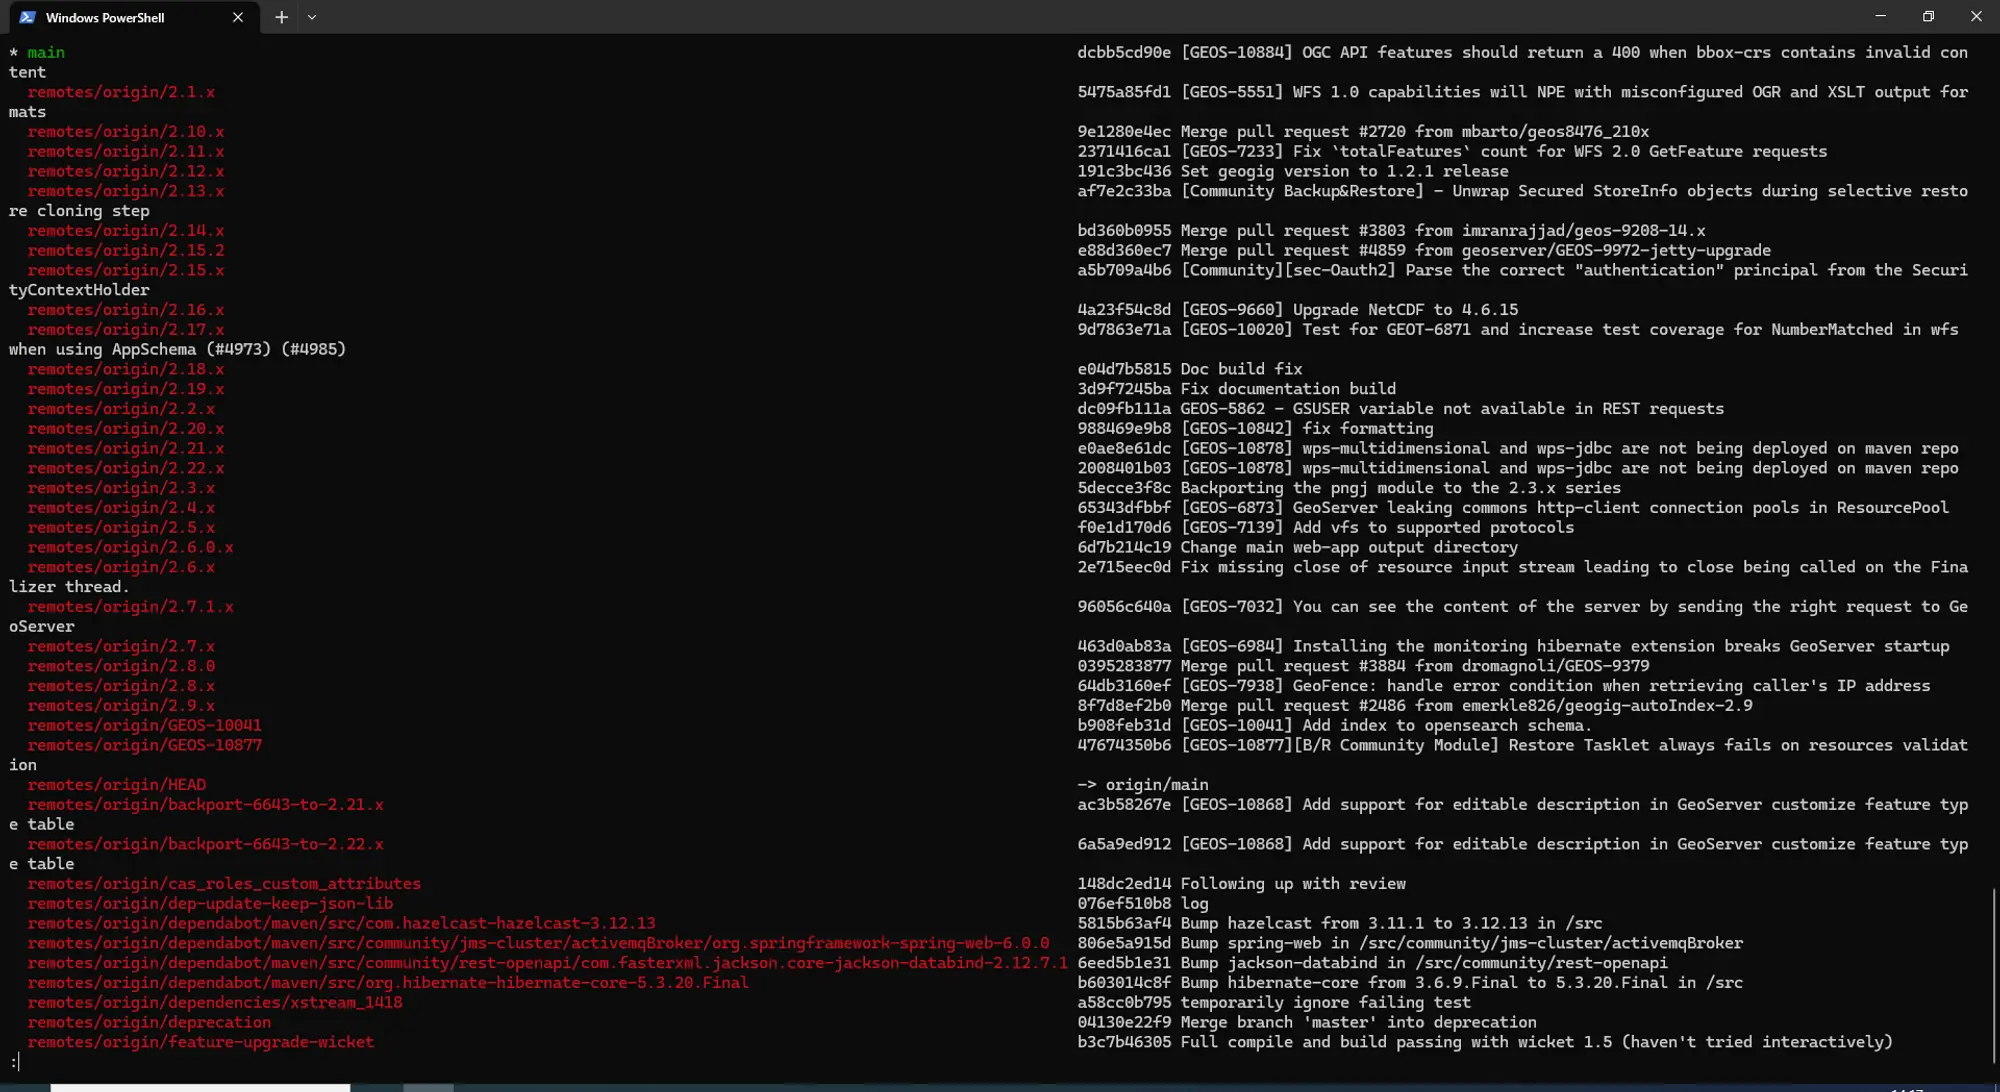 Windows PowerShell
* main dcbb5cd90e [GEOS-10884] OGC API features should return a 400 when bbox-crs contains invalid con
tent
remotes/origin/2.1.x 5475a85fd1 [GEOS-5551] WFS 1.0 capabilities will NPE with misconfigured OGR and XSLT output for
mats
remotes/origin/2.10.x 9e1280e4ec Merge pull request #2720 from mbarto/geos8476_210x
remotes/origin/2.11.x 2371416ca1 [GEOS-7233] Fix `totalFeatures` count for WFS 2.0 GetFeature requests
remotes/origin/2.12.x 191c3bc436 Set geogig version to 1.2.1 release
remotes/origin/2.13.x af7e2c33ba [Community Backup&Restore] - Unwrap Secured StoreInfo objects during selective resto
re cloning step
remotes/origin/2.14.x bd360b0955 Merge pull request #3803 from imranrajjad/geos-9208-14.x
remotes/origin/2.15.2 e88d360ec7 Merge pull request #4859 from geoserver/GEOS-9972-jetty-upgrade
remotes/origin/2.15.x a5b709a4b6 [Community][sec-Oauth2] Parse the correct "authentication" principal from the Securi
tyContextHolder
remotes/origin/2.16.x 4a23f54c8d [GEOS-9660] Upgrade NetCDF to 4.6.15
remotes/origin/2.17.x 9d7863e71a [GEOS-10020] Test for GEOT-6871 and increase test coverage for NumberMatched in wfs
when using AppSchema (#4973) (#4985)
remotes/origin/2.18.x e04d7b5815 Doc build fix
remotes/origin/2.19.x 3d9f7245ba Fix documentation build
remotes/origin/2.2.x dc09fb111a GEOS-5862 - GSUSER variable not available in REST requests
remotes/origin/2.20.x 988469e9b8 [GEOS-10842] fix formatting
remotes/origin/2.21.x e0ae8e61dc [GEOS-10878] wps-multidimensional and wps-jdbc are not being deployed on maven repo
remotes/origin/2.22.x 2008401b03 [GEOS-10878] wps-multidimensional and wps-jdbc are not being deployed on maven repo
remotes/origin/2.3.x 5decce3f8c Backporting the pngj module to the 2.3.x series
remotes/origin/2.4.x 65343dfbbf [GEOS-6873] GeoServer leaking commons http-client connection pools in ResourcePool
remotes/origin/2.5.x f0e1d170d6 [GEOS-7139] Add vfs to supported protocols
remotes/origin/2.6.0.x 6d7b214c19 Change main web-app output directory
remotes/origin/2.6.x 2e715eec0d Fix missing close of resource input stream leading to close being called on the Fina
lizer thread.
remotes/origin/2.7.1.x 96056c640a [GEOS-7032] You can see the content of the server by sending the right request to Ge
oServer
remotes/origin/2.7.x 463d0ab83a [GEOS-6984] Installing the monitoring hibernate extension breaks GeoServer startup
remotes/origin/2.8.0 0395283877 Merge pull request #3884 from dromagnoli/GEOS-9379
remotes/origin/2.8.x 64db3160ef [GEOS-7938] GeoFence: handle error condition when retrieving caller's IP address
remotes/origin/2.9.x 8f7d8ef2b0 Merge pull request #2486 from emerkle826/geogig-autoIndex-2.9
remotes/origin/GEOS-10041 b908feb31d [GEOS-10041] Add index to opensearch schema.
remotes/origin/GEOS-10877 47674350b6 [GEOS-10877][B/R Community Module] Restore Tasklet always fails on resources validat
ion
remotes/origin/HEAD -> origin/main
remotes/origin/backport-6643-to-2.21.x ac3b58267e [GEOS-10868] Add support for editable description in GeoServer customize feature typ
e table
remotes/origin/backport-6643-to-2.22.x 6a5a9ed912 [GEOS-10868] Add support for editable description in GeoServer customize feature typ
e table
remotes/origin/cas_roles_custom_attributes 148dc2ed14 Following up with review
remotes/origin/dep-update-keep-json-lib 076ef510b8 log
remotes/origin/dependabot/maven/src/com.hazelcast-hazelcast-3.12.13 5815b63af4 Bump hazelcast from 3.11.1 to 3.12.13 in /src
remotes/origin/dependabot/maven/src/community/jms-cluster/activemqBroker/org.springframework-spring-web-6.0.0 806e5a915d Bump spring-web in /src/community/jms-cluster/activemqBroker
remotes/origin/dependabot/maven/src/community/rest-openapi/com.fasterxml.jackson.core-jackson-databind-2.12.7.1 6eed5b1e31 Bump jackson-databind in /src/community/rest-openapi
remotes/origin/dependabot/maven/src/org.hibernate-hibernate-core-5.3.20.Final b603014c8f Bump hibernate-core from 3.6.9.Final to 5.3.20.Final in /src
remotes/origin/dependencies/xstream_1418 a58cc0b795 temporarily ignore failing test
remotes/origin/deprecation 04130e22f9 Merge branch 'master' into deprecation
remotes/origin/feature-upgrade-wicket b3c7b46305 Full compile and build passing with wicket 1.5 (haven't tried interactively)
: